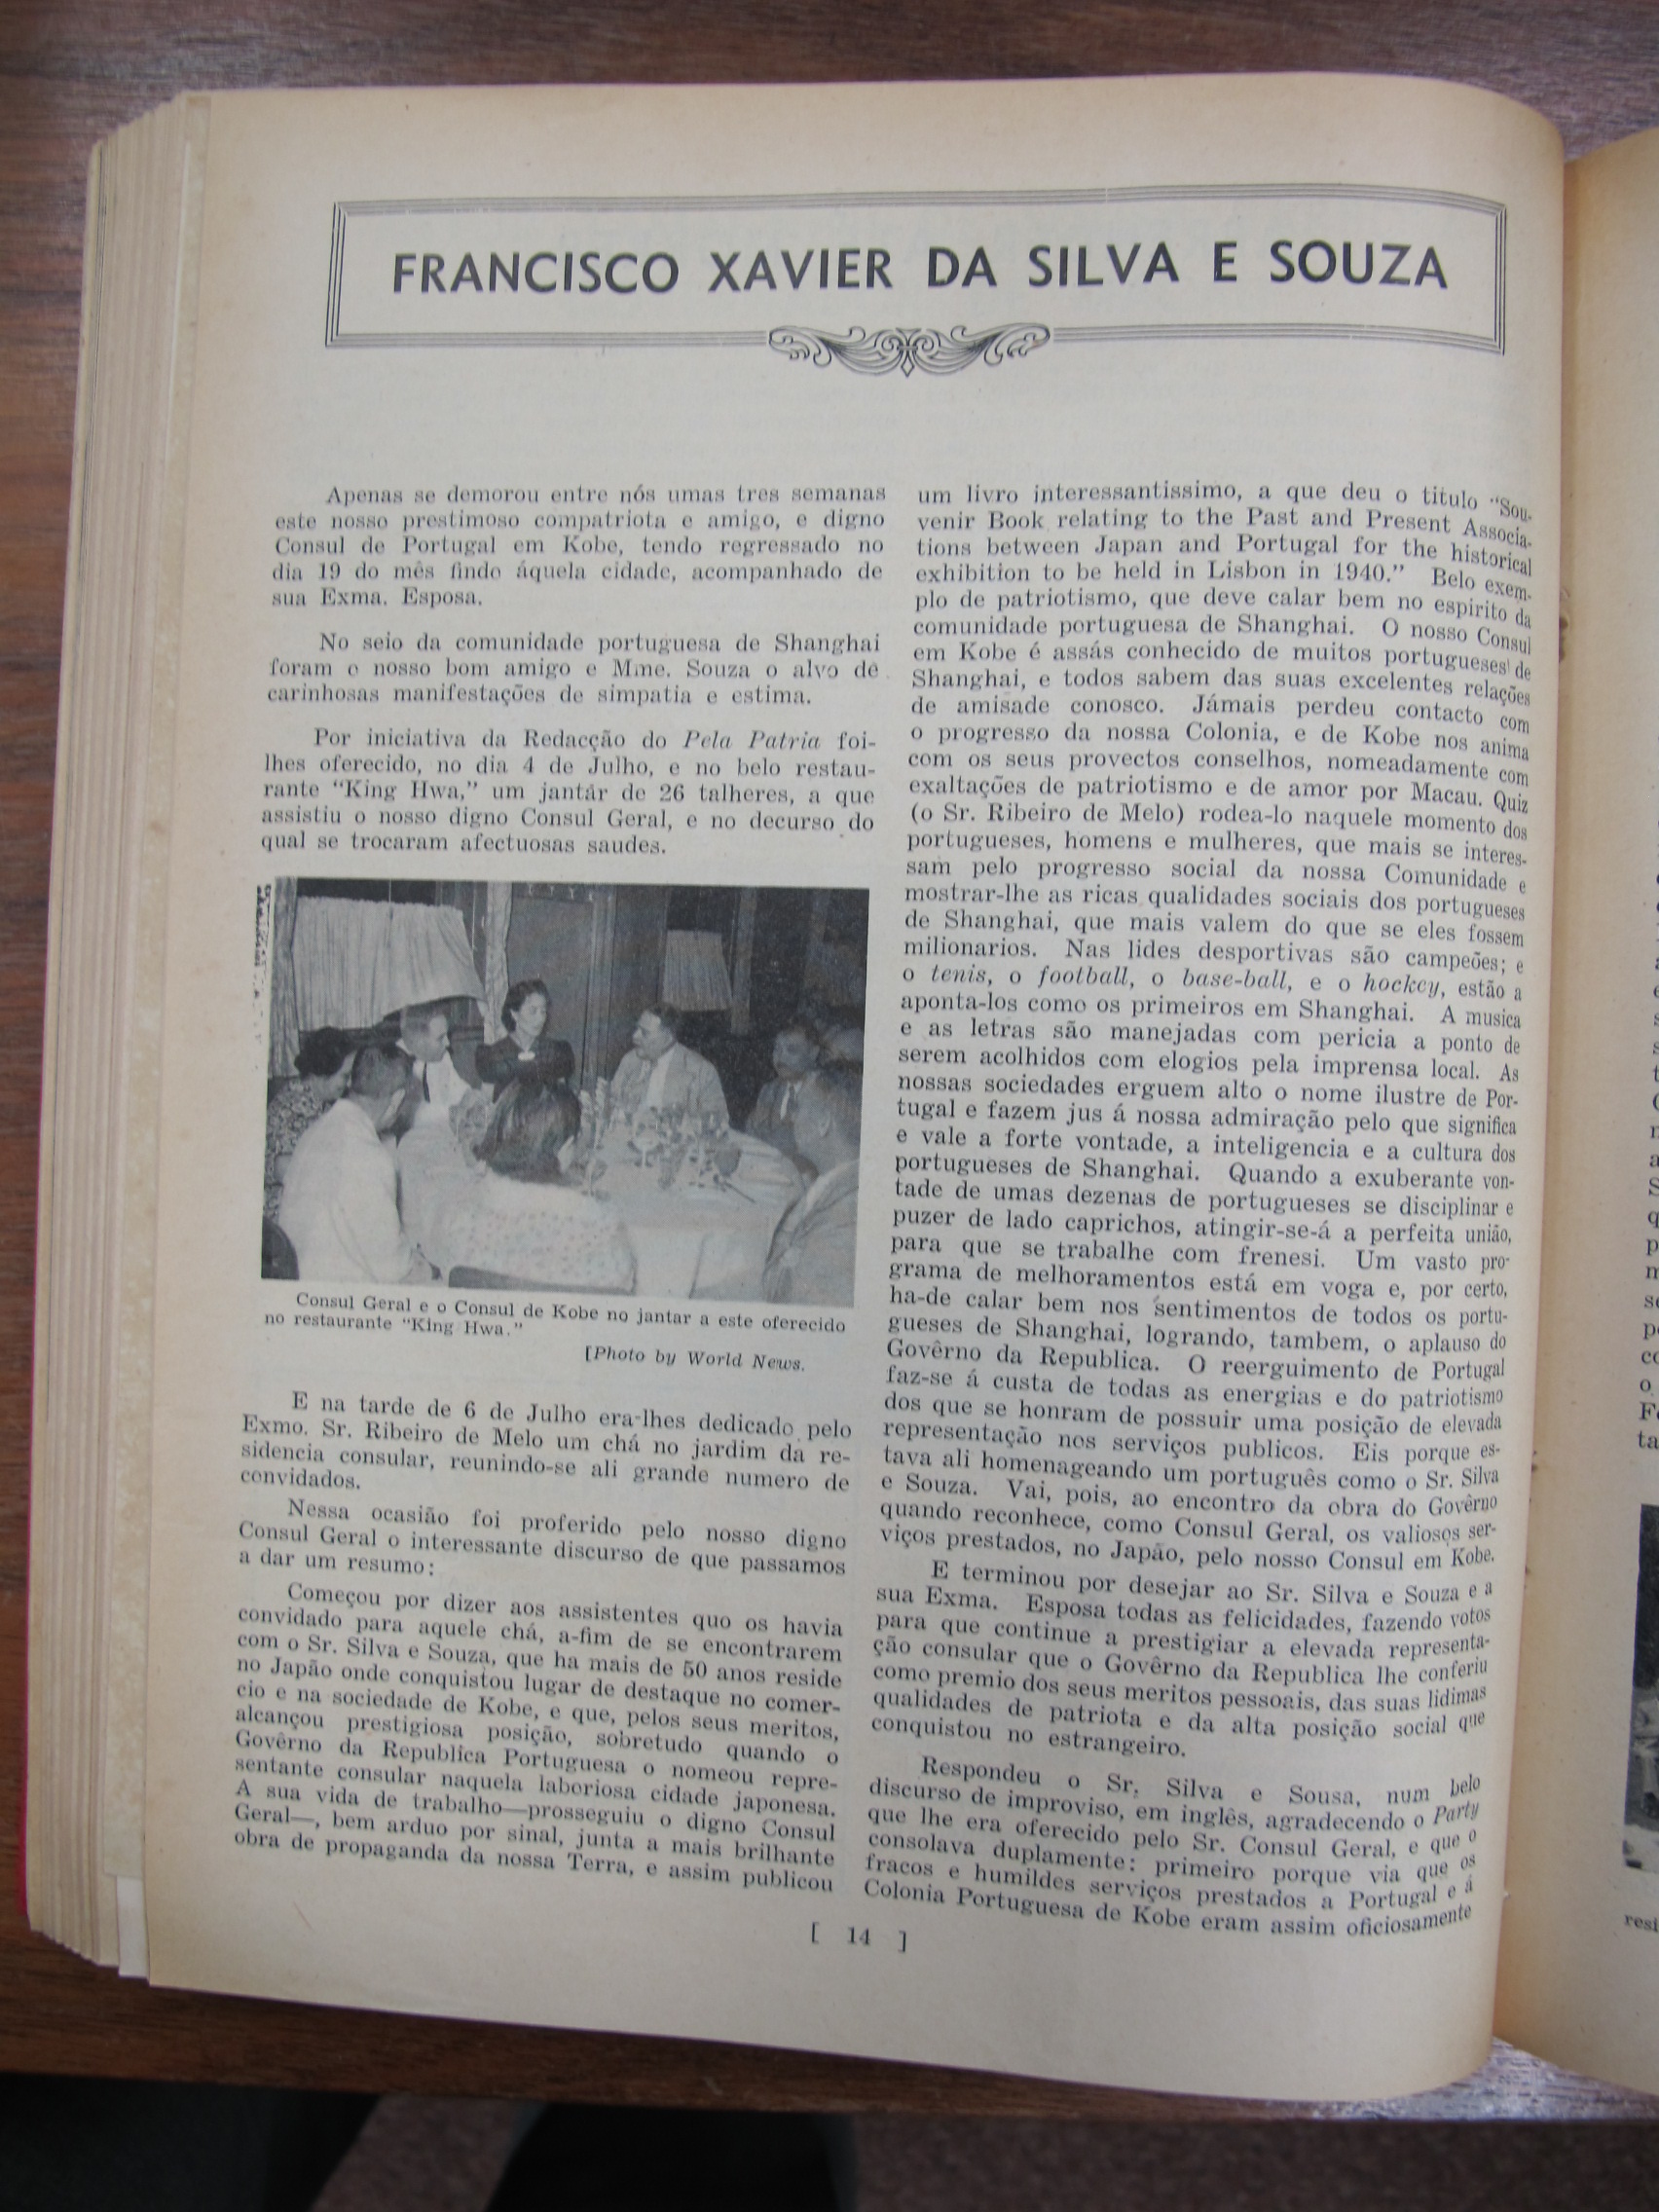 FRANCISCO XAVIER DA SILVA E SOUZA
Apenas se demorou entre nós umas tres semanas
este nosso prestimoso compatriota e amigo, e digno
Consul de Portugal em Kobe, tendo regressado no
dia 19 do mês findo áquela cidade, acompanhado de
sua Exma. Esposa.
No seio da comunidade portuguesa de Shanghai
foram o nosso bom amigo e Mme. Souza o alvo de
carinhosas manifestações de simpatia e estima.
Por iniciativa da Redacção do Pela Patria foi-
lhes oferecido, no dia 4 de Julho, e no belo restau-
rante "King Hwa," um jantár de 26 talheres, a que
assistiu o nosso digno Consul Geral, e no decurso do
qual se trocaram afectuosas saudes.
Consul Geral e o Consul de Kobe no jantar a este oferecido
no restaurante "King Hwa."
[Photo by World News.
E na tarde de 6 de Julho era-lhes dedicado pelo
Exmo. Sr. Ribeiro de Melo um chá no jardim da re-
sidencia consular, reunindo-se ali grande numero de
convidados.
Nessa ocasião foi proferido pelo nosso digno
Consul Geral o interessante discurso de que passamos
a dar um resumo:
Começou por dizer aos assistentes quo os havia
convidado para aquele chá, a-fim de se encontrarem
com o Sr. Silva e Souza, que ha mais de 50 anos reside
no Japão onde conquistou lugar de destaque no comer-
cio e na sociedade de Kobe, e que, pelos seus meritos,
alcançou prestigiosa posição, sobretudo quando o
Govêrno da Republica Portuguesa o nomeou repre-
sentante consular naquela laboriosa cidade japonesa.
A sua vida de trabalho—prosseguiu o digno Consul
Geral—, bem arduo por sinal, junta a mais brilhante
obra de propaganda da nossa Terra, e assim publicou
um livro interessantissimo, a que deu o titulo "Sou-
venir Book relating to the Past and Present Associa-
tions between Japan and Portugal for the historical
exhibition to be held in Lisbon in 1940." Belo exem-
plo de patriotismo, que deve calar bem no espirito da
comunidade portuguesa de Shanghai. O nosso Consul
em Kobe é assás conhecido de muitos portugueses de
Shanghai, e todos sabem das suas excelentes relações
de amisade conosco. Jámais perdeu contacto com
o progresso da nossa Colonia, e de Kobe nos anima
com os seus provectos conselhos, nomeadamente com
exaltações de patriotismo e de amor por Macau. Quiz
(o Sr. Ribeiro de Melo) rodea-lo naquele momento dos
portugueses, homens e mulheres, que mais se interes-
sam pelo progresso social da nossa Comunidade e
mostrar-lhe as ricas qualidades sociais dos portugueses
de Shanghai, que mais valem do que se eles fossem
milionarios. Nas lides desportivas são campeões; e
o tenis, o football, o base-ball, e o hockey, estão a
aponta-los como os primeiros em Shanghai. A musica
e as letras são manejadas com pericia a ponto de
serem acolhidos com elogios pela imprensa local. As
nossas sociedades erguem alto o nome ilustre de Por-
tugal e fazem jus á nossa admiração pelo que significa
e vale a forte vontade, a inteligencia e a cultura dos
portugueses de Shanghai. Quando a exuberante von-
tade de umas dezenas de portugueses se disciplinar e
puzer de lado caprichos, atingir-se-á a perfeita união,
para que se trabalhe com frenesi. Um vasto pro-
grama de melhoramentos está em voga e, por certo,
ha-de calar bem nos sentimentos de todos os portu-
gueses de Shanghai, logrando, tambem, o aplauso do
Govêrno da Republica. O reerguimento de Portugal
faz-se á custa de todas as energias e do patriotismo
dos que se honram de possuir uma posição de elevada
representação nos serviços publicos. Eis porque es-
tava ali homenageando um português como o Sr. Silva
e Souza. Vai, pois, ao encontro da obra do Govêrno
quando reconhece, como Consul Geral, os valiosos ser-
viços prestados, no Japão, pelo nosso Consul em Kobe.
E terminou por desejar ao Sr. Silva e Souza e a
sua Exma. Esposa todas as felicidades, fazendo votos
para que continue a prestigiar a elevada representa-
ção consular que o Govêrno da Republica lhe conferiu
como premio dos seus meritos pessoais, das suas lidimas
qualidades de patriota e da alta posição social que
conquistou no estrangeiro.
Respondeu o Sr. Silva e Sousa, num belo
discurso de improviso, em inglês, agradecendo o Party
que lhe era oferecido pelo Sr. Consul Geral, e que o
consolava duplamente: primeiro porque via que os
fracos e humildes serviços prestados a Portugal e á
Colonia Portuguesa de Kobe eram assim oficiosamente
[ 14 ]